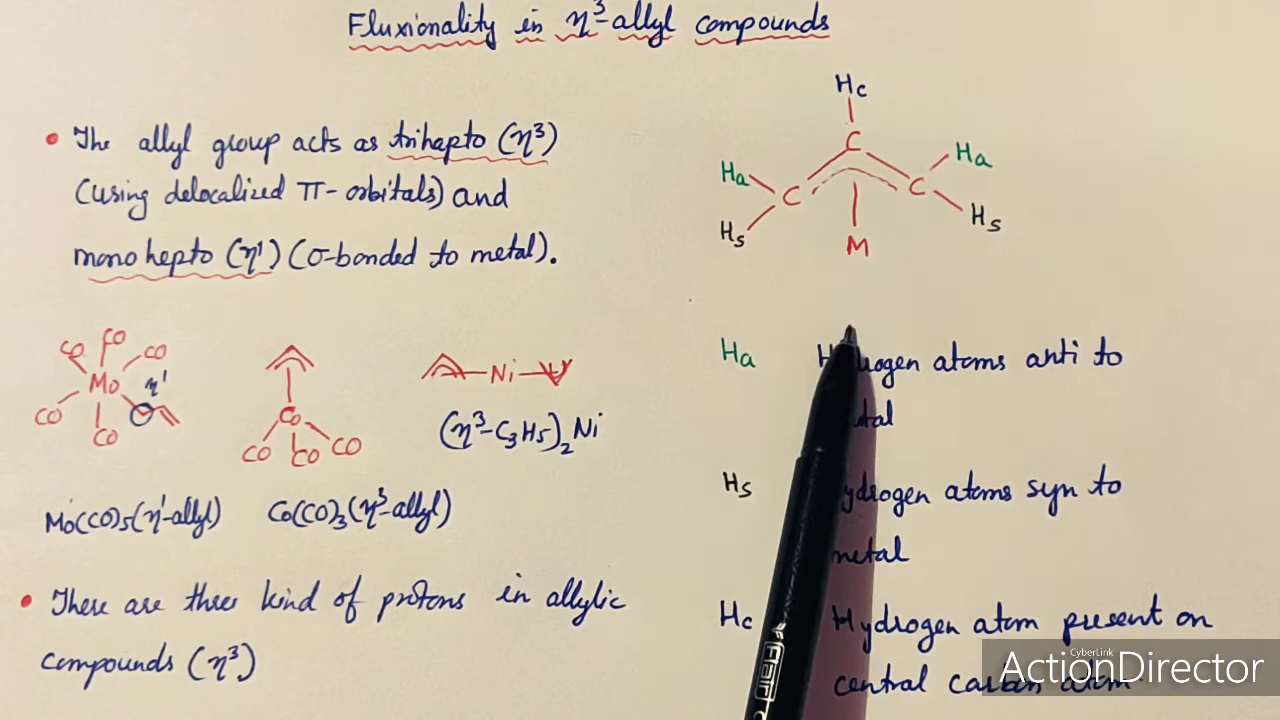 Fluxionality in η³-allyl compounds
• The allyl group acts as trihapto (η³)
(using delocalized π-orbitals) and
monohepto (η¹) (σ-bonded to metal).
Hc
C
Ha C C Ha
Hs Hs
M
CO CO CO
Mo η¹
CO CO
Co
CO CO CO
Ni
(η³-C₃H₅)₂Ni
Mo(CO)₅(η¹-allyl) Co(CO)₃(η³-allyl)
• There are three kind of protons in allylic
compounds (η³)
Ha atoms anti to
Hs atoms syn to
metal
Hc Hydrogen atom present on
central carbon atom
CyberLink
ActionDirector
Flair